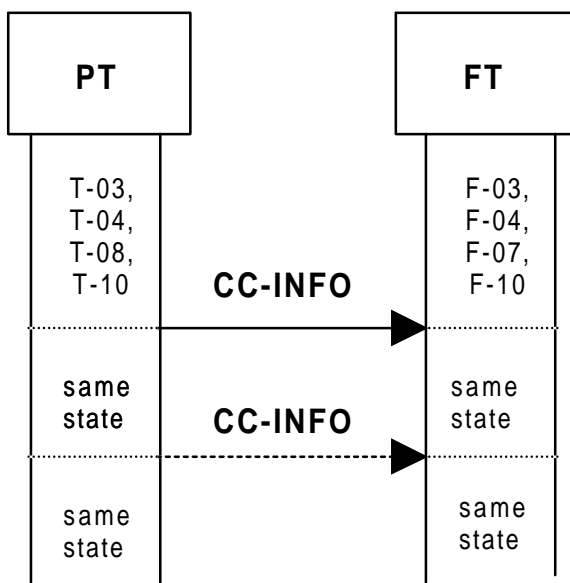 PT
FT
T-03,
T-04,
T-08,
T-10
F-03,
F-04,
F-07,
F-10
CC-INFO
same
state
same
state
CC-INFO
same
state
same
state